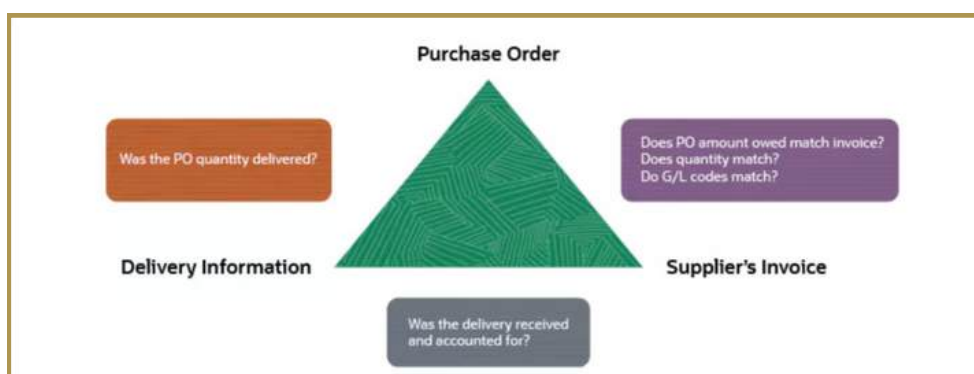 Purchase Order
Was the PO quantity delivered?
Does PO amount owed match invoice?
Does quantity match?
Do G/L codes match?
Delivery Information
Supplier's Invoice
Was the delivery received
and accounted for?